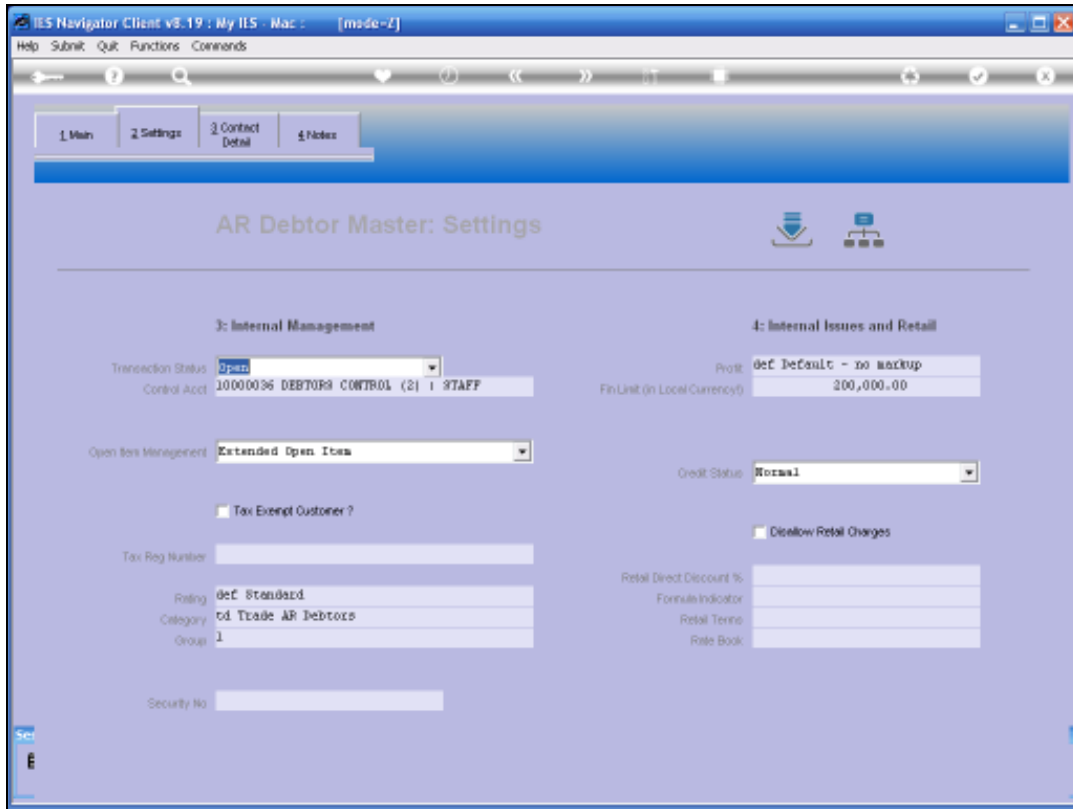 IES Navigator Client v8.19 : My IES - Mac : [mode=Z]
Help Submit Quit Functions Commands
1 Main
2 Settings
3 Contact Detail
4 Notes
AR Debtor Master: Settings
3: Internal Management
4: Internal Issues and Retail
Transaction Status Open
Profit def Default - no markup
Control Acct 10000036 DEBTORS CONTROL (2) : STAFF
Fin Limit (in Local Currency!) 200,000.00
Open Item Management Extended Open Item
Credit Status Normal
Tax Exempt Customer ?
Disallow Retail Charges
Tax Reg Number
Retail Direct Discount %
Rating def Standard
Formula Indicator
Category td Trade AR Debtors
Retail Terms
Group 1
Rate Book
Security No